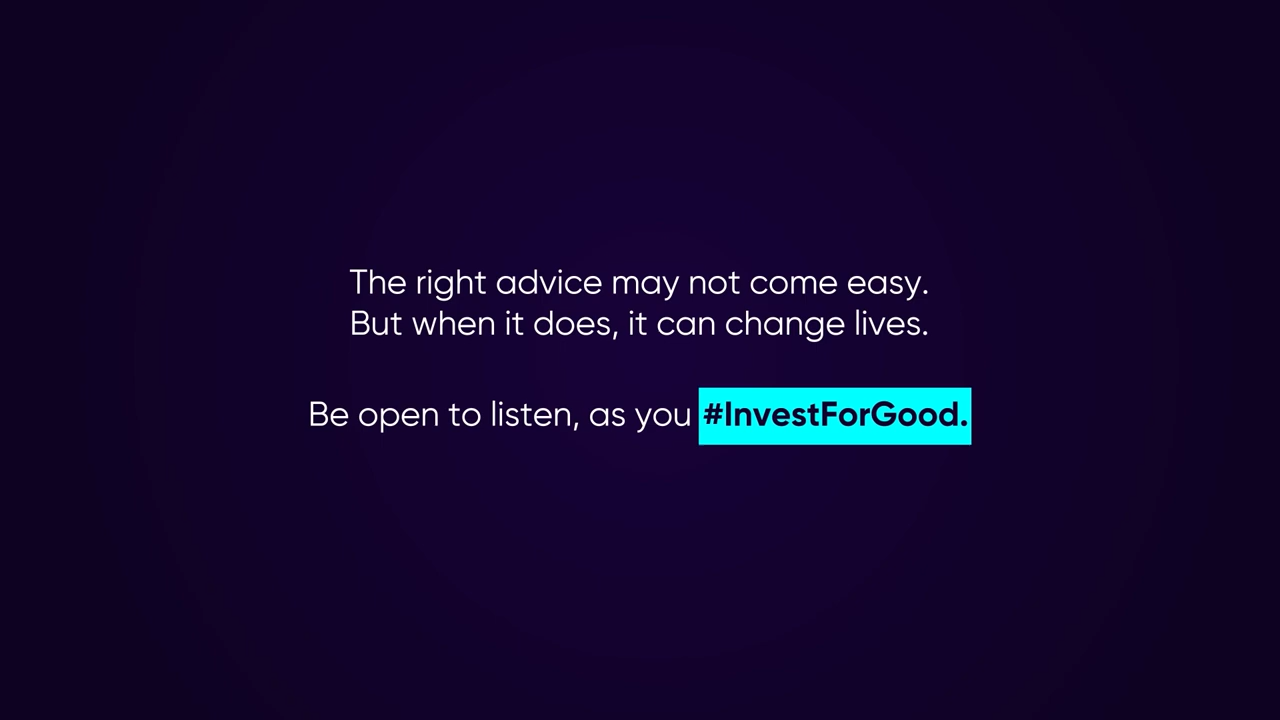 The right advice may not come easy.
But when it does, it can change lives.
Be open to listen, as you #InvestForGood.